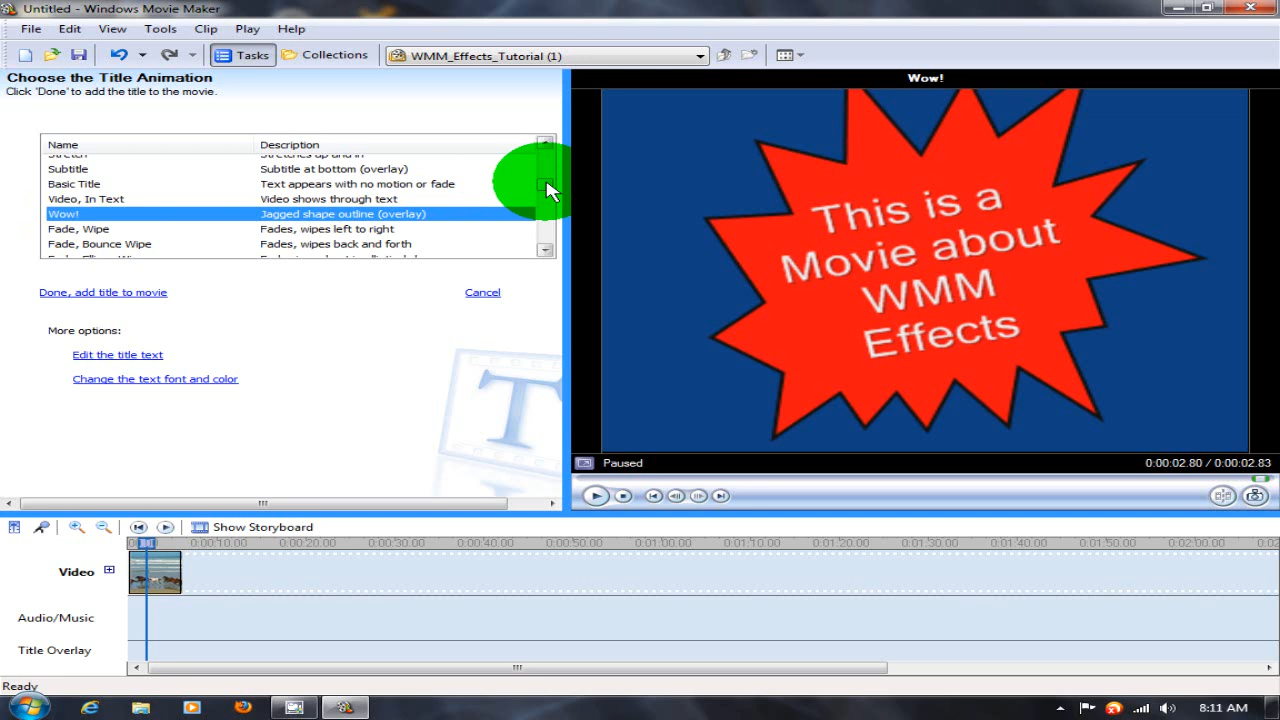 Untitled - Windows Movie Maker
File Edit View Tools Clip Play Help
Tasks Collections WMM_Effects_Tutorial (1)
Choose the Title Animation
Click 'Done' to add the title to the movie.
Name Description
Stretch Stretches up and in
Subtitle Subtitle at bottom (overlay)
Basic Title Text appears with no motion or fade
Video, In Text Video shows through text
Wow! Jagged shape outline (overlay)
Fade, Wipe Fades, wipes left to right
Fade, Bounce Wipe Fades, wipes back and forth
Done, add title to movie Cancel
More options:
Edit the title text
Change the text font and color
T
Wow!
This is a
Movie about
WMM
Effects
Paused 0:00:02.80 / 0:00:02.83
Show Storyboard
0:00:10.00 0:00:20.00 0:00:30.00 0:00:40.00 0:00:50.00 0:01:00.00 0:01:10.00 0:01:20.00 0:01:30.00 0:01:40.00 0:01:50.00 0:02:00.00
Video
Audio/Music
Title Overlay
Ready
8:11 AM